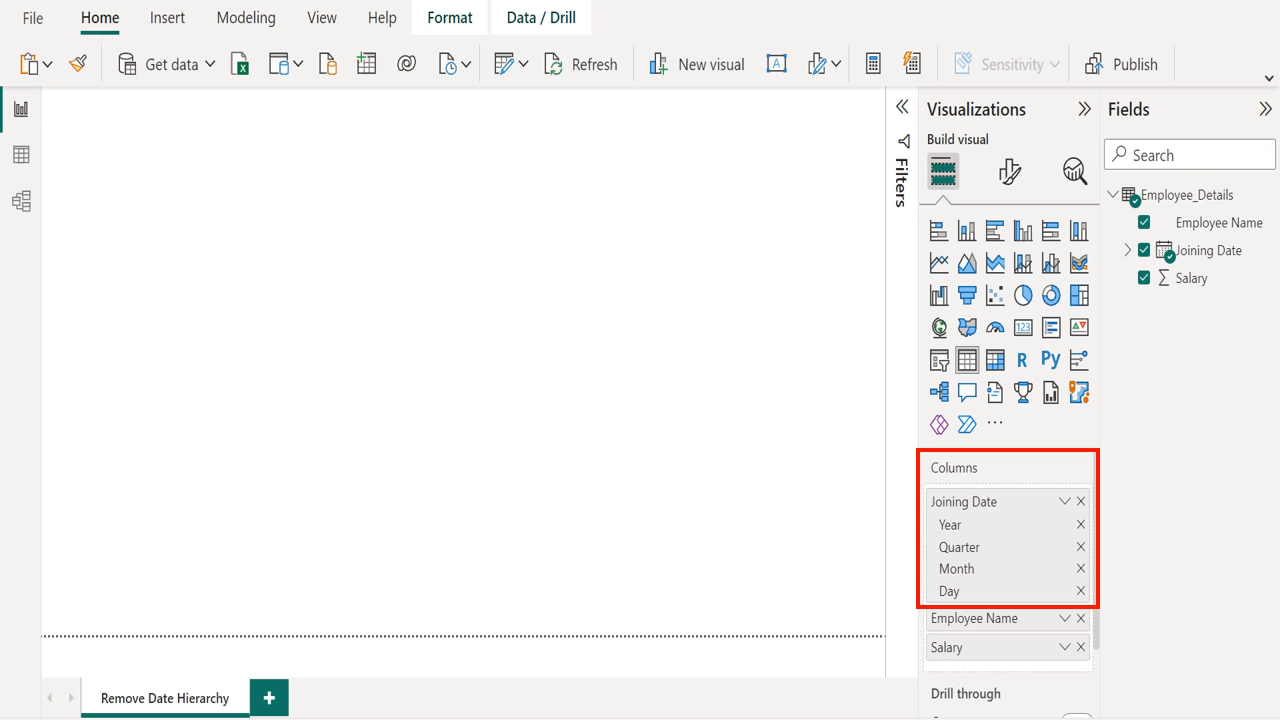 File Home Insert Modeling View Help Format Data / Drill
Get data Refresh New visual Sensitivity Publish
Filters
Visualizations
Build visual
123
R Py
...
Columns
Joining Date
Year
Quarter
Month
Day
Employee Name
Salary
Drill through
Fields
Search
Employee_Details
Employee Name
Joining Date
Salary
Remove Date Hierarchy